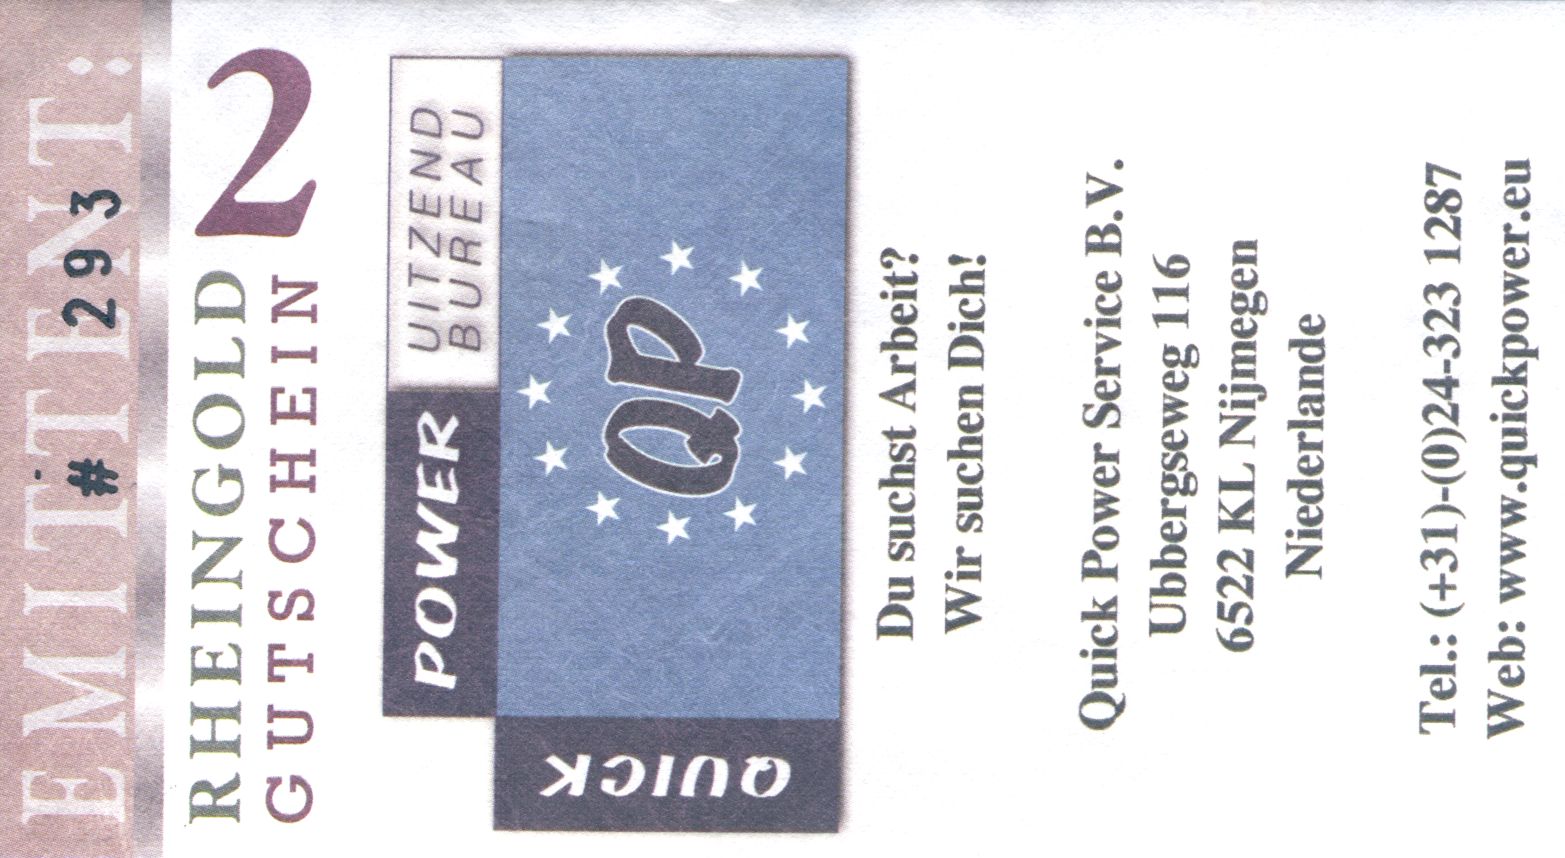 EMITTENT:
# 293
RHEINGOLD 2
GUTSCHEIN
POWER
UITZEND
BUREAU
QUICK
QP
Du suchst Arbeit?
Wir suchen Dich!
Quick Power Service B.V.
Ubbergseweg 116
6522 KL Nijmegen
Niederlande
Tel.: (+31)-(0)24-323 1287
Web: www.quickpower.eu